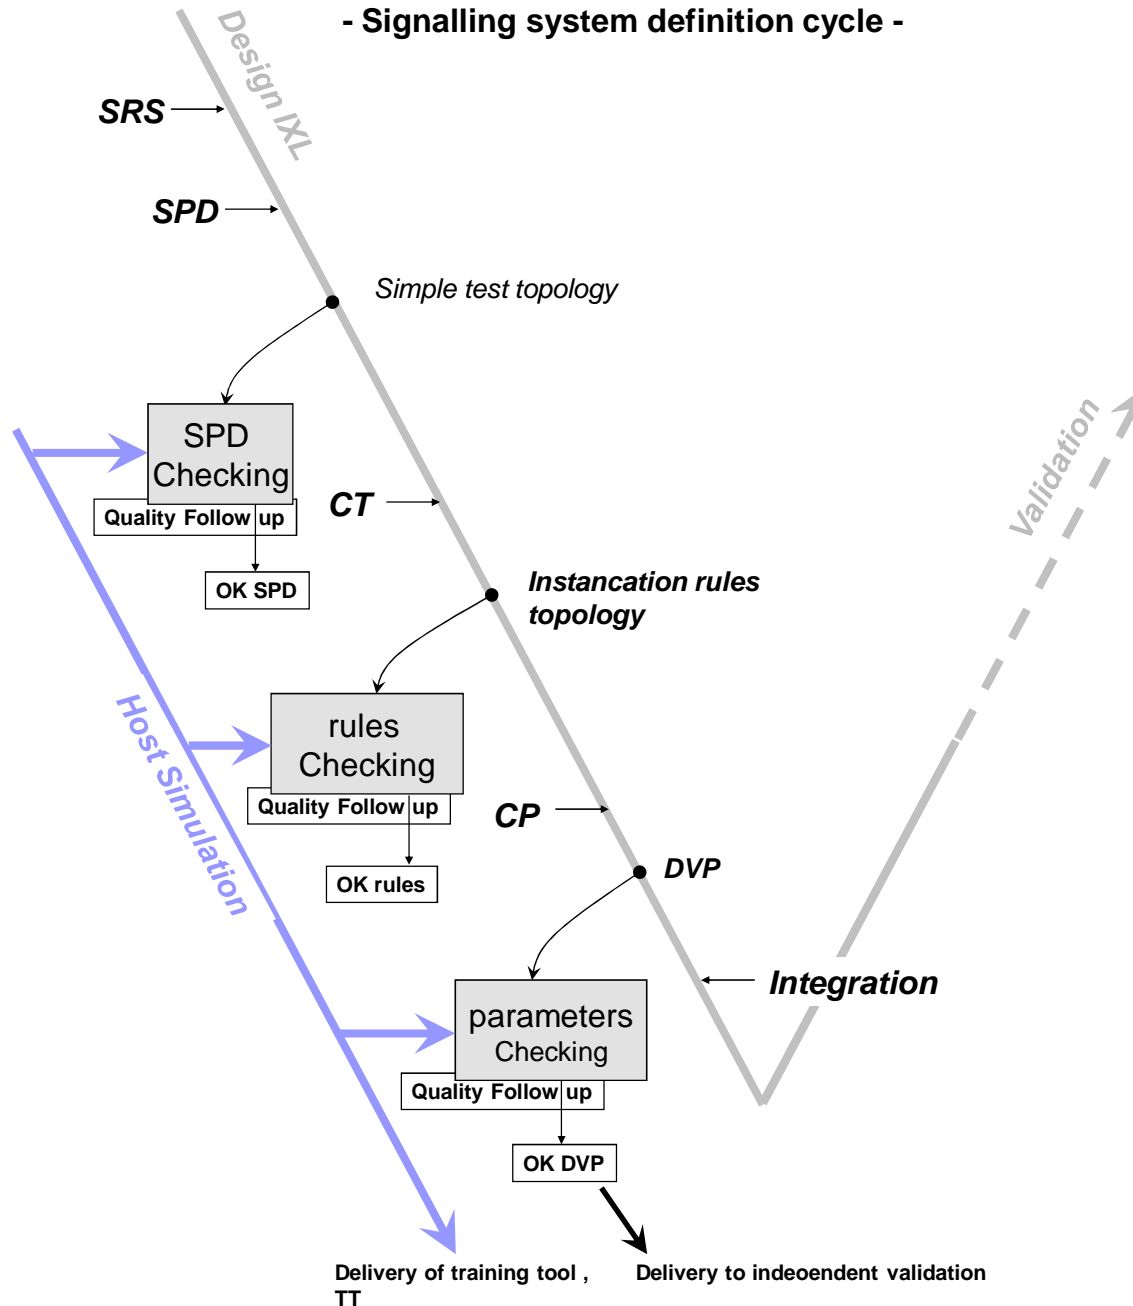 - Signalling system definition cycle -
Design IXL
SRS
SPD
Simple test topology
SPD
Checking
Quality Follow up
OK SPD
CT
Validation
Instancation rules
topology
Host Simulation
rules
Checking
Quality Follow up
OK rules
CP
DVP
Integration
parameters
Checking
Quality Follow up
OK DVP
Delivery of training tool ,
TT
Delivery to indeoendent validation